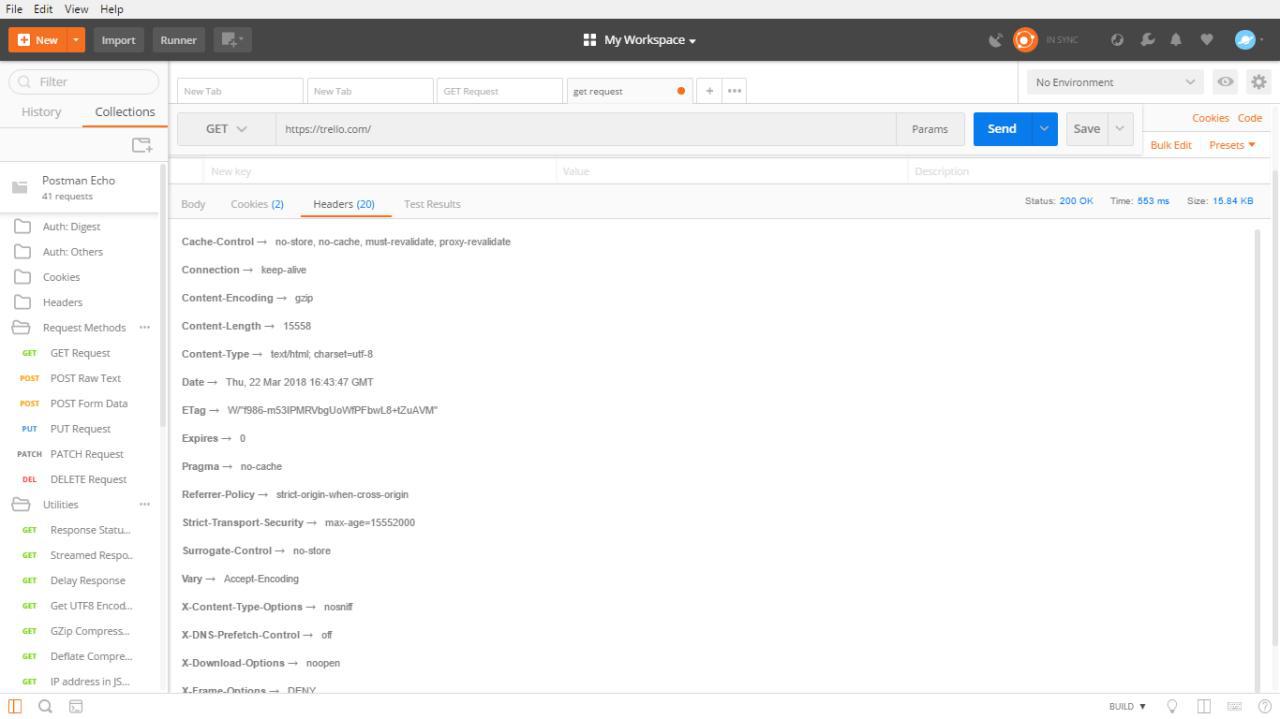 File Edit View Help
New Import Runner My Workspace IN SYNC
Filter
History Collections
Postman Echo
41 requests
Auth: Digest
Auth: Others
Cookies
Headers
Request Methods
GET GET Request
POST POST Raw Text
POST POST Form Data
PUT PUT Request
PATCH PATCH Request
DEL DELETE Request
Utilities
GET Response Statu...
GET Streamed Respo..
GET Delay Response
GET Get UTF8 Encod...
GET GZip Compress...
GET Deflate Compre...
GET IP address in JS...
New Tab New Tab GET Request get request + ••• No Environment
GET https://trello.com/ Params Send Save
Cookies Code
Bulk Edit Presets
New key Value Description
Body Cookies (2) Headers (20) Test Results Status: 200 OK Time: 553 ms Size: 15.84 KB
Cache-Control → no-store, no-cache, must-revalidate, proxy-revalidate
Connection → keep-alive
Content-Encoding → gzip
Content-Length → 15558
Content-Type → text/html; charset=utf-8
Date → Thu, 22 Mar 2018 16:43:47 GMT
ETag → W/"f986-m53IPMRVbgUoWfPFbwL8+tZuAVM"
Expires → 0
Pragma → no-cache
Referrer-Policy → strict-origin-when-cross-origin
Strict-Transport-Security → max-age=15552000
Surrogate-Control → no-store
Vary → Accept-Encoding
X-Content-Type-Options → nosniff
X-DNS-Prefetch-Control → off
X-Download-Options → noopen
X-Frame-Options → DENY
BUILD